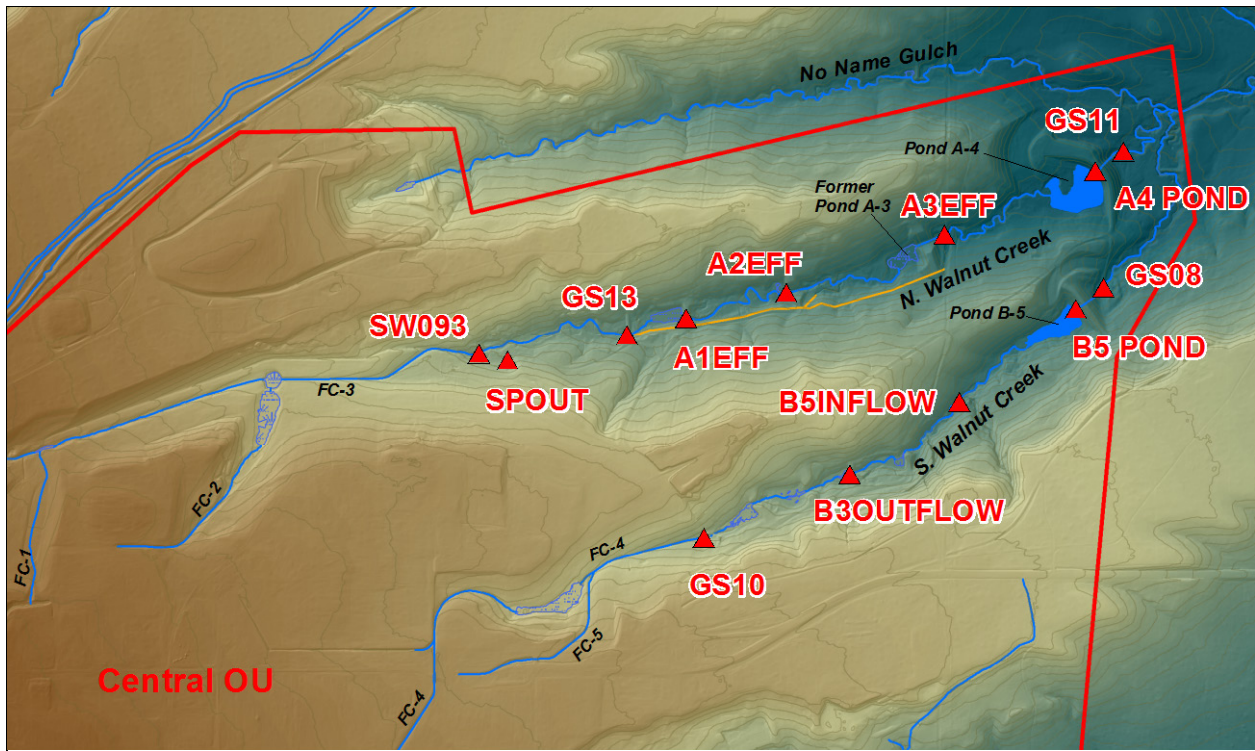 No Name Gulch
GS11
Pond A-4
Former
Pond A-3
A3EFF
A4 POND
A2EFF
N. Walnut Creek
GS08
GS13
Pond B-5
SW093
A1EFF
B5 POND
FC-3
SPOUT
B5INFLOW
S. Walnut Creek
FC-2
B3OUTFLOW
FC-1
FC-4
GS10
FC-5
Central OU
FC-4